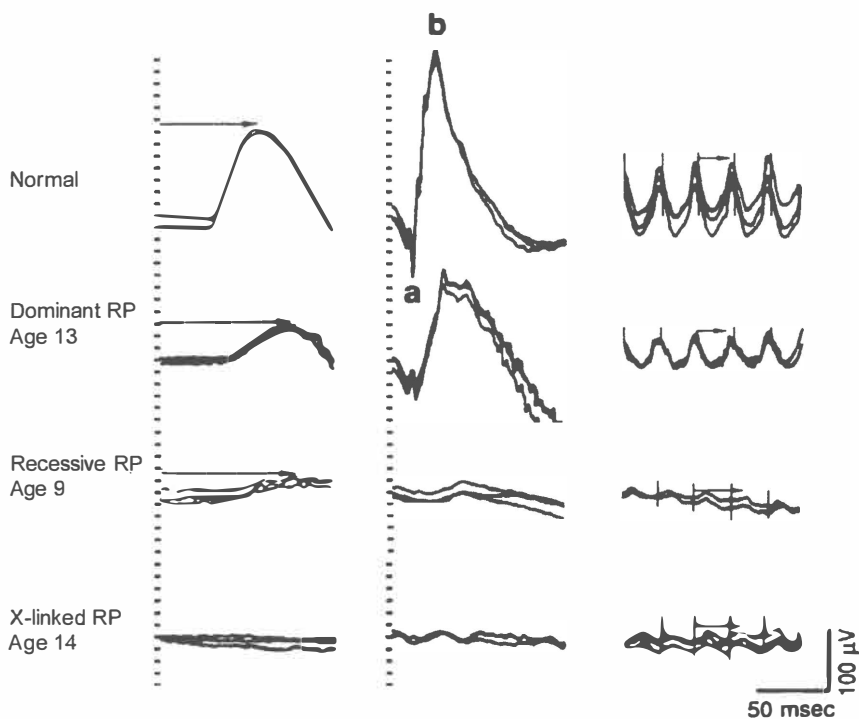 b
Normal
a
Dominant RP
Age 13
Recessive RP
Age 9
X-linked RP
Age 14
100 µV
50 msec